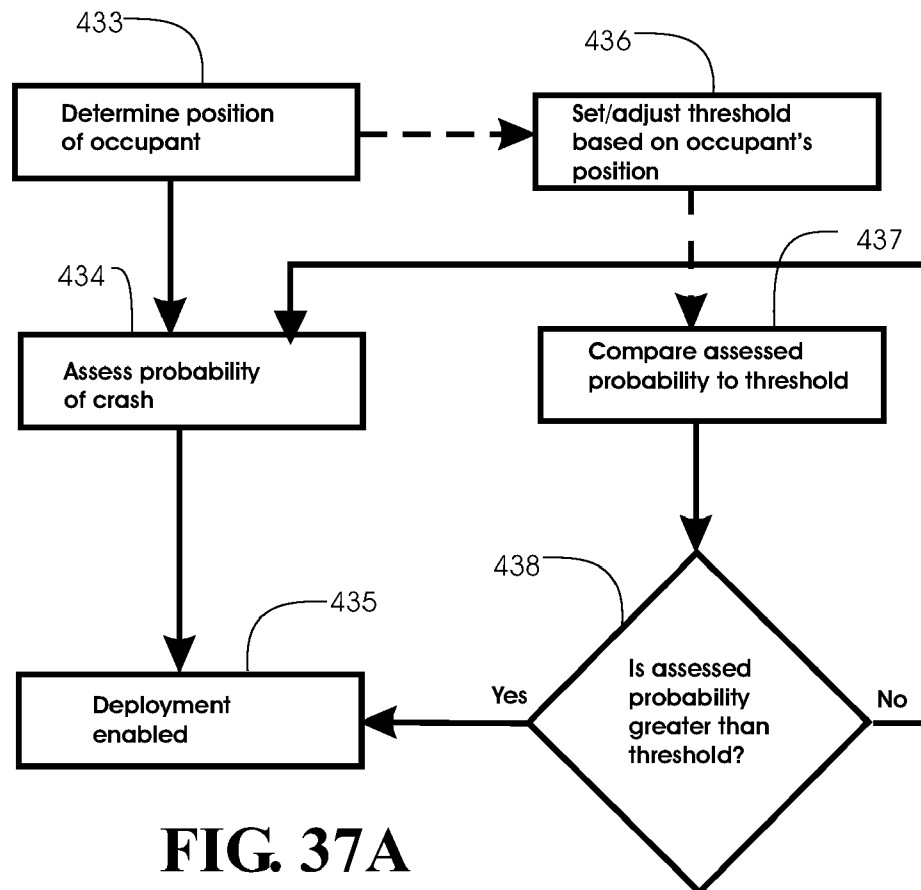 433
436
Determine position
of occupant
Set/adjust threshold
based on occupant's
position
437
434
Assess probability
of crash
Compare assessed
probability to threshold
438
435
Deployment
enabled
Yes
Is assessed
probability
greater than
threshold?
No
FIG. 37A